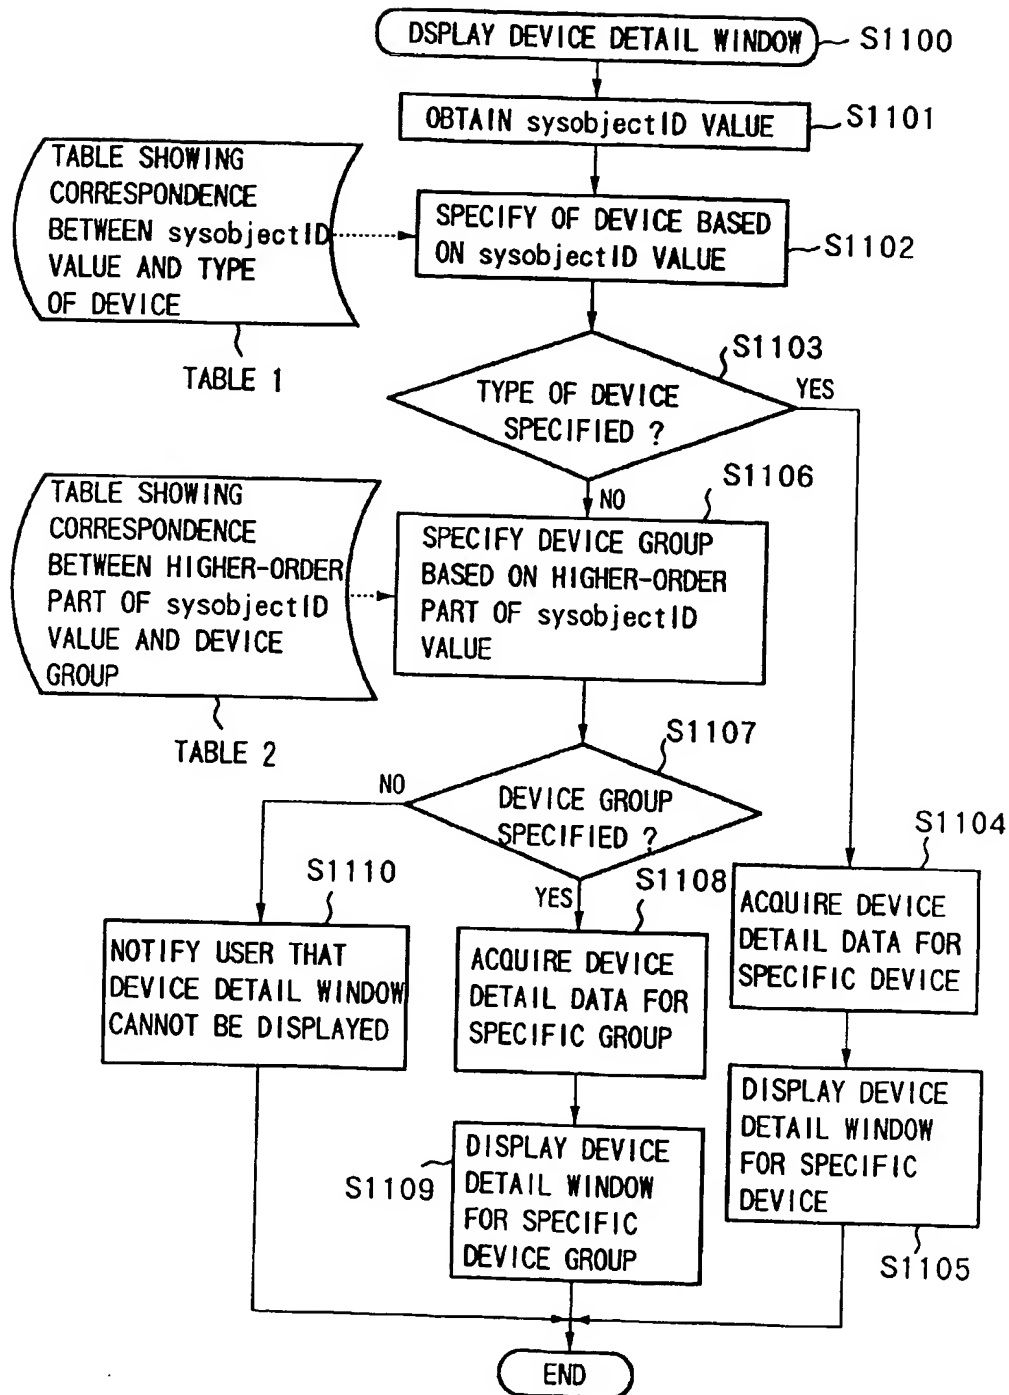 DSPLAY DEVICE DETAIL WINDOW
S1100
OBTAIN sysobjectID VALUE
S1101
TABLE SHOWING
CORRESPONDENCE
BETWEEN sysobjectID
VALUE AND TYPE
OF DEVICE
TABLE 1
SPECIFY OF DEVICE BASED
ON sysobjectID VALUE
S1102
S1103
TYPE OF DEVICE
SPECIFIED ?
YES
NO
S1106
TABLE SHOWING
CORRESPONDENCE
BETWEEN HIGHER-ORDER
PART OF sysobjectID
VALUE AND DEVICE
GROUP
TABLE 2
SPECIFY DEVICE GROUP
BASED ON HIGHER-ORDER
PART OF sysobjectID
VALUE
S1107
DEVICE GROUP
SPECIFIED ?
NO
YES
S1110
NOTIFY USER THAT
DEVICE DETAIL WINDOW
CANNOT BE DISPLAYED
S1108
ACQUIRE DEVICE
DETAIL DATA FOR
SPECIFIC GROUP
S1104
ACQUIRE DEVICE
DETAIL DATA FOR
SPECIFIC DEVICE
S1109
DISPLAY DEVICE
DETAIL WINDOW
FOR SPECIFIC
DEVICE GROUP
DISPLAY DEVICE
DETAIL WINDOW
FOR SPECIFIC
DEVICE
S1105
END